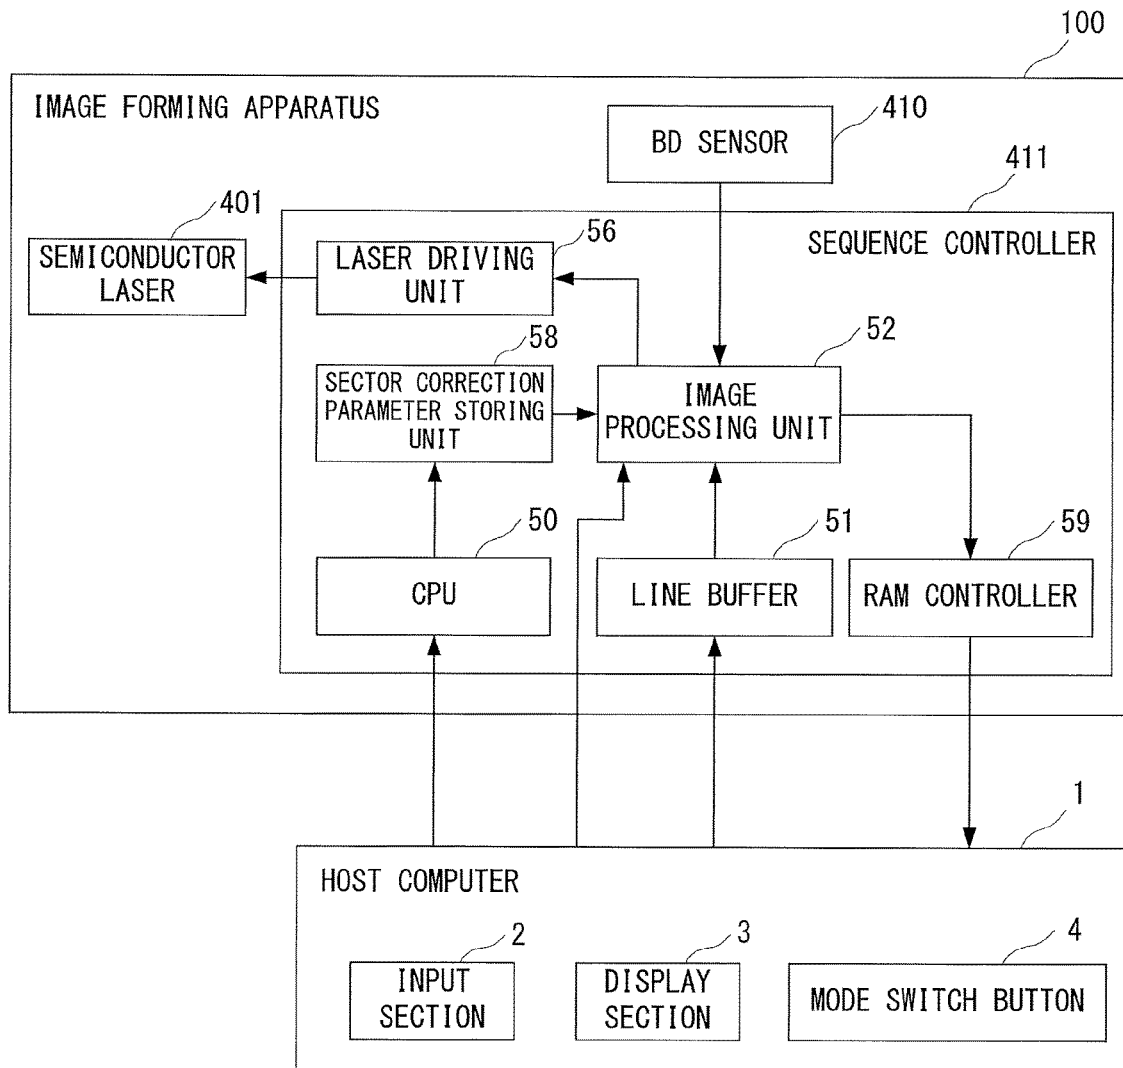 100
IMAGE FORMING APPARATUS
BD SENSOR
410
411
401
SEMICONDUCTOR
LASER
LASER DRIVING
UNIT
56
SEQUENCE CONTROLLER
58
SECTOR CORRECTION
PARAMETER STORING
UNIT
52
IMAGE
PROCESSING UNIT
50
CPU
51
LINE BUFFER
59
RAM CONTROLLER
1
HOST COMPUTER
2
INPUT
SECTION
3
DISPLAY
SECTION
4
MODE SWITCH BUTTON